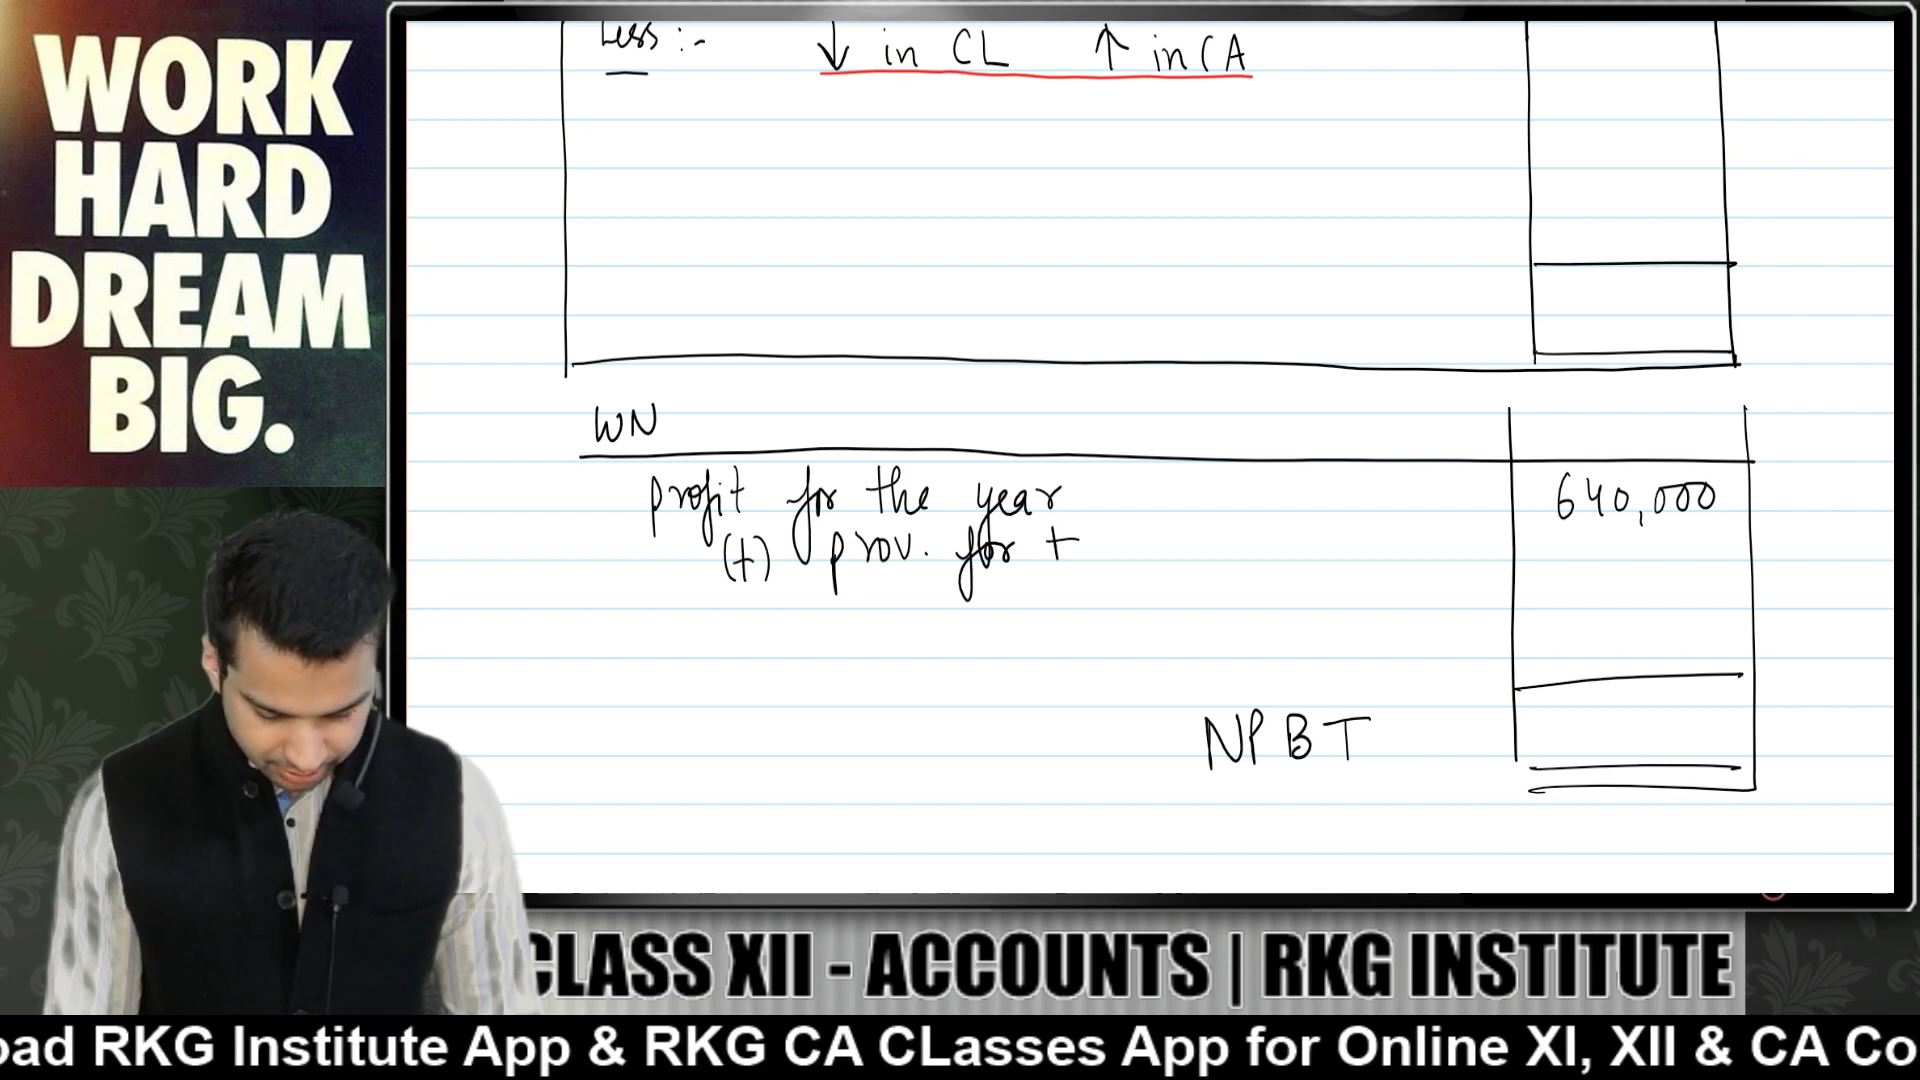 WORK
HARD
DREAM
BIG.
Less :-   ↓ in CL   ↑ in CA
WN
profit for the year   640,000
(+) prov. for t
NPBT
CLASS XII - ACCOUNTS | RKG INSTITUTE
oad RKG Institute App & RKG CA CLasses App for Online XI, XII & CA Co